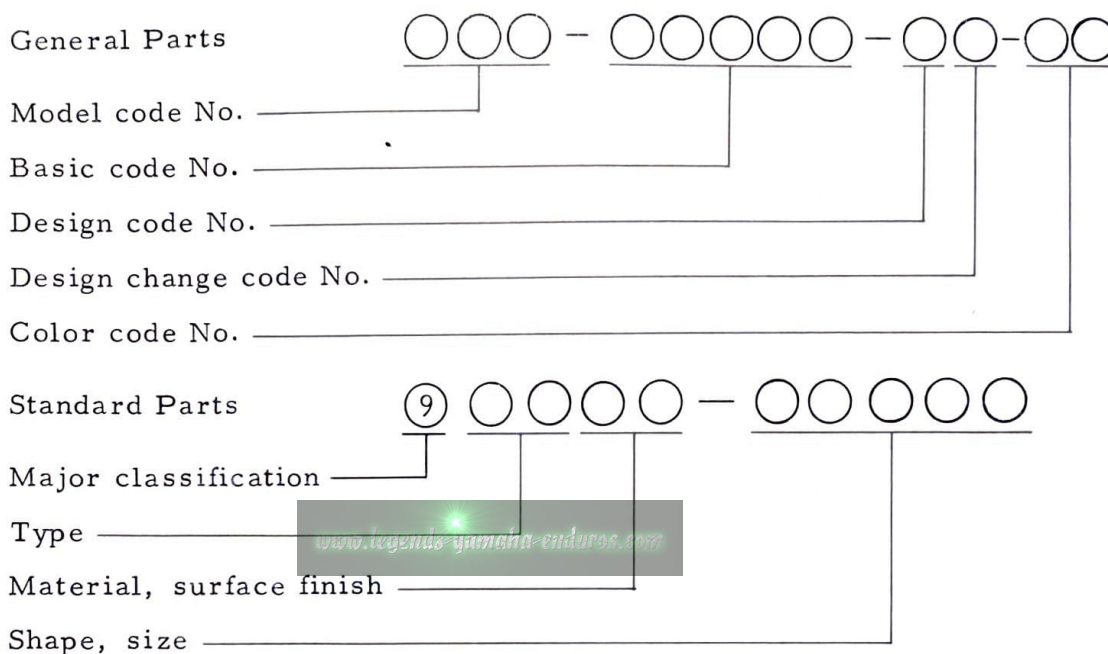 General Parts
Model code No.
Basic code No.
Design code No.
Design change code No.
Color code No.
Standard Parts 9
Major classification
Type
www.legends-yamaha-enduros.com
Material, surface finish
Shape, size